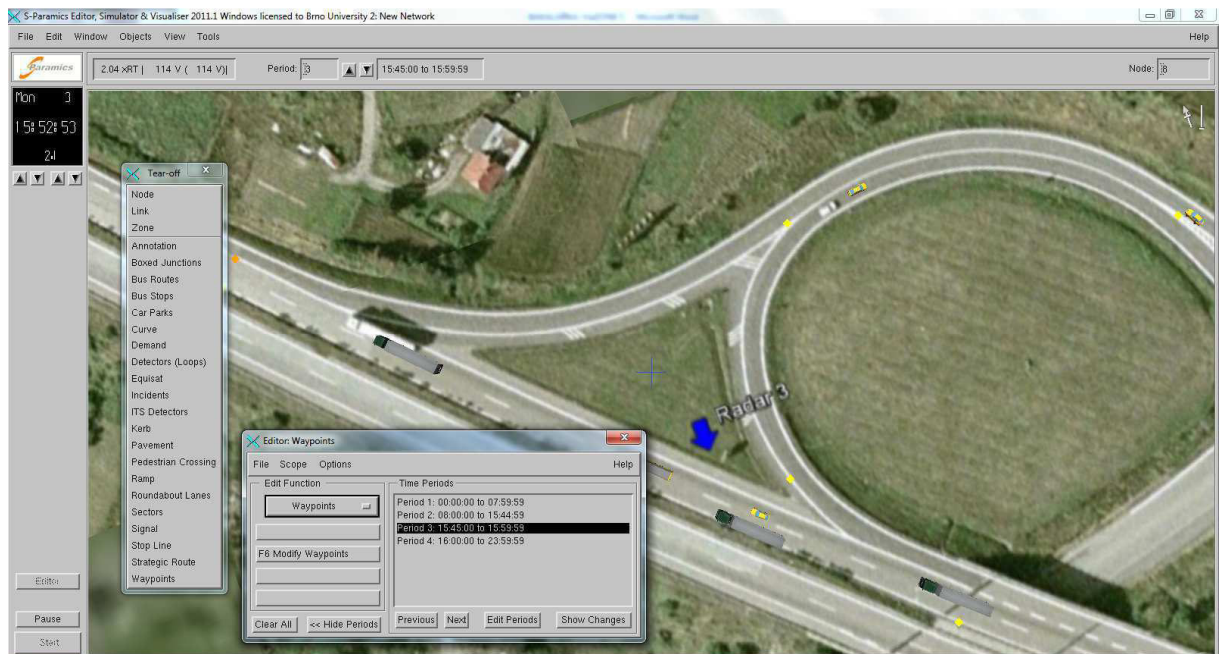 S-Paramics Editor, Simulator & Visualiser 2011.1 Windows licensed to Brno University 2: New Network
File Edit Window Objects View Tools Help
Paramics
2.04 xRT | 114 V ( 114 V)|
Period: 3
15:45:00 to 15:59:59
Node: 8
Mon 3
15:52:53
Tear-off
Node
Link
Zone
Annotation
Boxed Junctions
Bus Routes
Bus Stops
Car Parks
Curve
Demand
Detectors (Loops)
Equisat
Incidents
ITS Detectors
Kerb
Pavement
Pedestrian Crossing
Ramp
Roundabout Lanes
Sectors
Signal
Stop Line
Strategic Route
Waypoints
Radar 3
Editor: Waypoints
File Scope Options Help
Edit Function
Waypoints
F6 Modify Waypoints
Clear All << Hide Periods
Time Periods
Period 1: 00:00:00 to 07:59:59
Period 2: 08:00:00 to 15:44:59
Period 3: 15:45:00 to 15:59:59
Period 4: 16:00:00 to 23:59:59
Previous Next Edit Periods Show Changes
Editor
Pause
Start